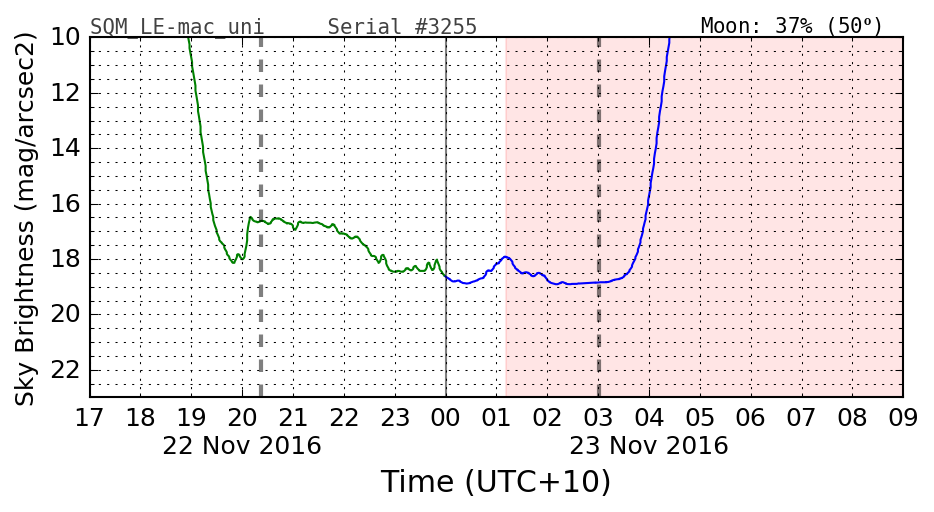 SQM_LE-mac_uni Serial #3255 Moon: 37% (50°)
Sky Brightness (mag/arcsec2)
10
12
14
16
18
20
22
17 18 19 20 21 22 23 00 01 02 03 04 05 06 07 08 09
22 Nov 2016 23 Nov 2016
Time (UTC+10)